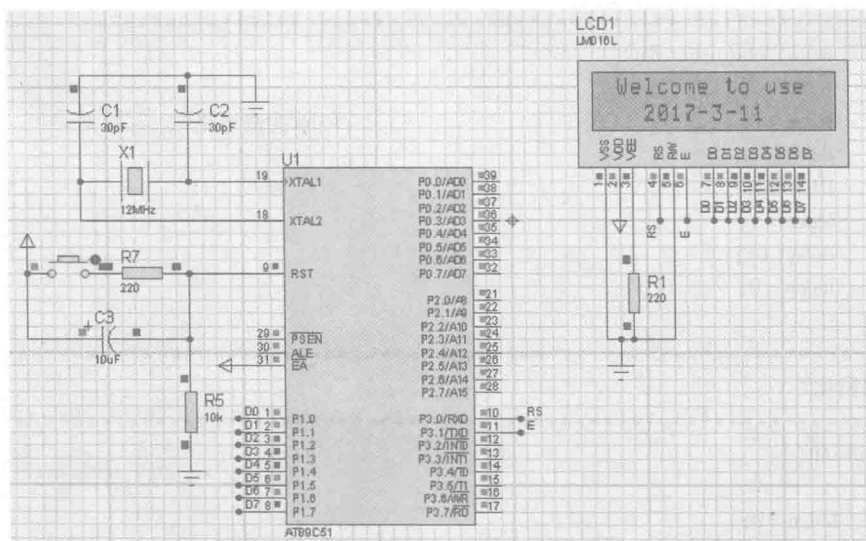 LCD1
LM016L
Welcome to use
2017-3-11
VSS
VDD
VEE
RS
RW
E
D0
D1
D2
D3
D4
D5
D6
D7
1
2
3
4
5
6
7
8
9
10
11
12
13
14
RS
E
D0
D1
D2
D3
D4
D5
D6
D7
R1
220
C1
30pF
C2
30pF
X1
12MHz
U1
19 XTAL1
18 XTAL2
9 RST
R7
220
C3
10uF
R5
10k
29 PSEN
30 ALE
31 EA
D0 1 P1.0
D1 2 P1.1
D2 3 P1.2
D3 4 P1.3
D4 5 P1.4
D5 6 P1.5
D6 7 P1.6
D7 8 P1.7
P0.0/AD0 39
P0.1/AD1 38
P0.2/AD2 37
P0.3/AD3 36
P0.4/AD4 35
P0.5/AD5 34
P0.6/AD6 33
P0.7/AD7 32
P2.0/A8 21
P2.1/A9 22
P2.2/A10 23
P2.3/A11 24
P2.4/A12 25
P2.5/A13 26
P2.6/A14 27
P2.7/A15 28
P3.0/RXD 10 RS
P3.1/TXD 11 E
P3.2/INT0 12
P3.3/INT1 13
P3.4/T0 14
P3.5/T1 15
P3.6/WR 16
P3.7/RD 17
AT89C51